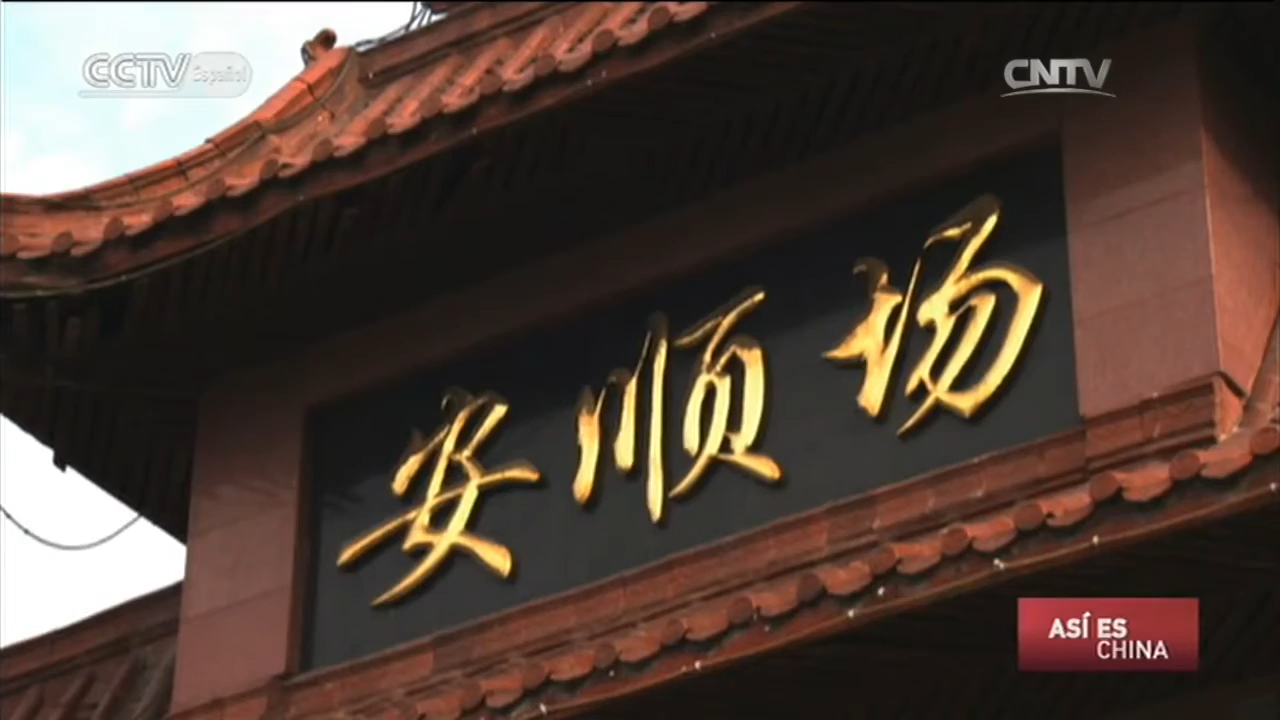 CCTV Español
CNTV
安顺场
ASÍ ES
CHINA